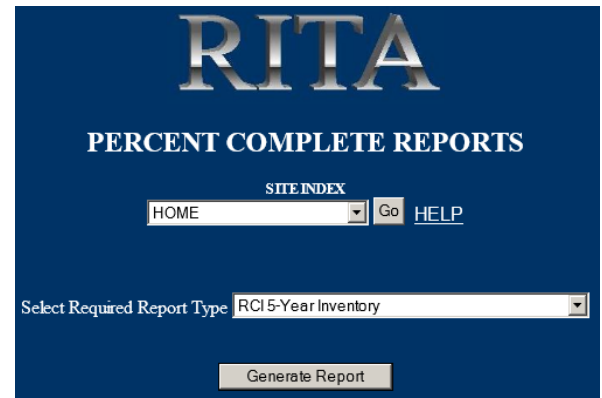 RITA
PERCENT COMPLETE REPORTS
SITE INDEX
HOME Go HELP
Select Required Report Type RCI 5-Year Inventory
Generate Report